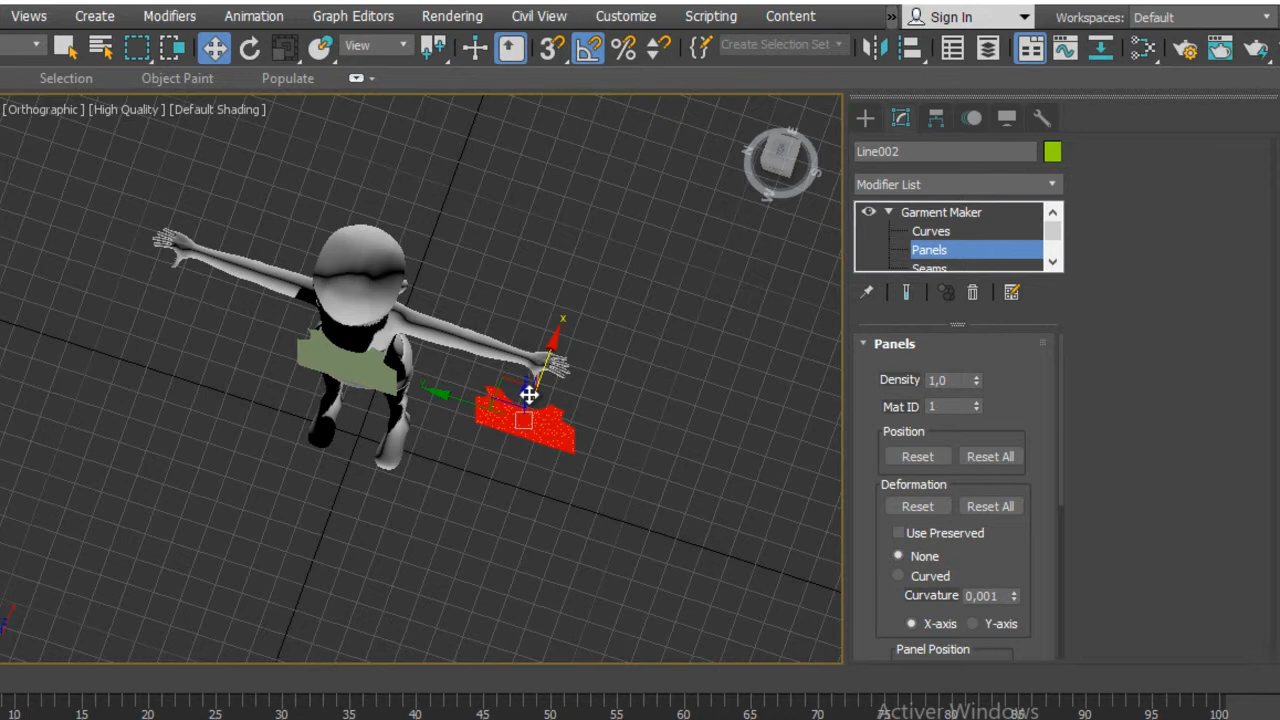 Views Create Modifiers Animation Graph Editors Rendering Civil View Customize Scripting Content » Sign In Workspaces: Default
View 3 % Create Selection Set
Selection Object Paint Populate
[Orthographic ] [High Quality ] [Default Shading ]
E
N
S
W
Line002
Modifier List
Garment Maker
Curves
Panels
Seams
x
y
Panels
Density 1,0
Mat ID 1
Position
Reset Reset All
Deformation
Reset Reset All
Use Preserved
None
Curved
Curvature 0,001
X-axis Y-axis
Panel Position
Activer Windows
10 15 20 25 30 35 40 45 50 55 60 65 70 75 80 85 90 95 100